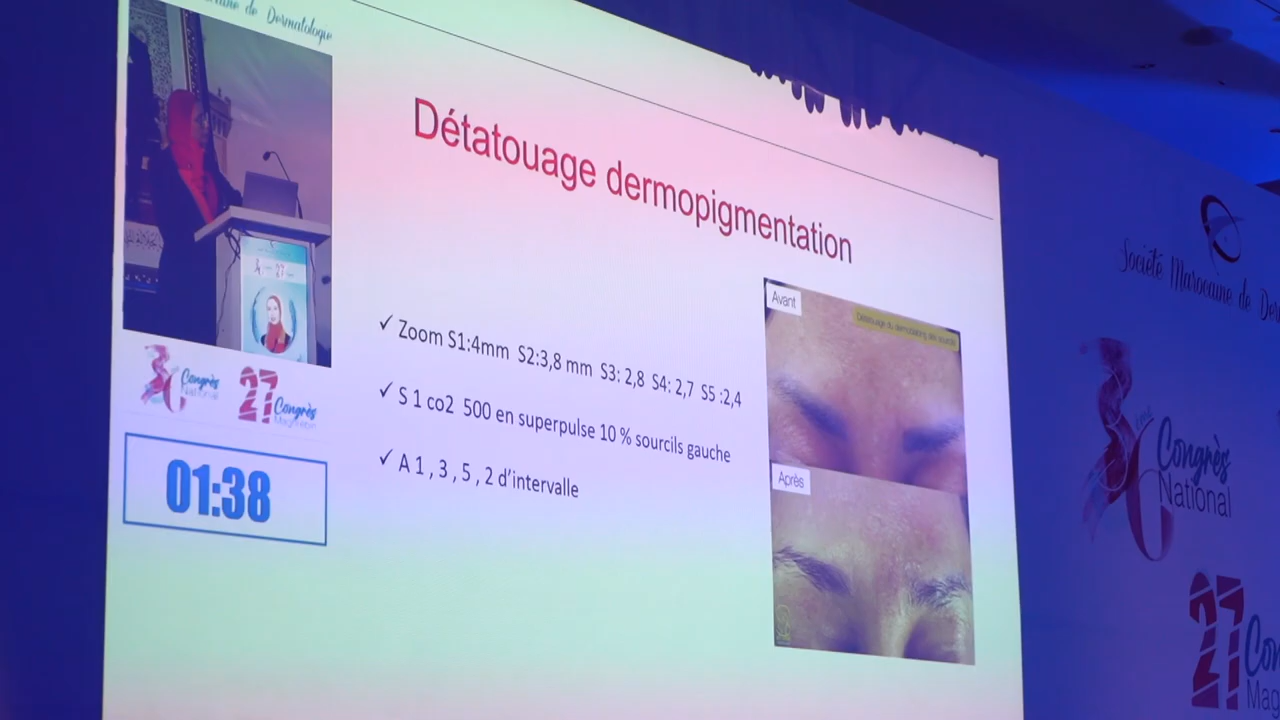 de Dermatologie
Détatouage dermopigmentation
✓ Zoom S1:4mm S2:3,8 mm S3: 2,8 S4: 2,7 S5 :2,4
✓ S 1 co2 500 en superpulse 10 % sourcils gauche
✓ A 1 , 3 , 5 , 2 d’intervalle
Avant
Après
Congrès
National
27
Congrès
Maghrébin
01:38
Société Marocaine de
Congrès
National
27